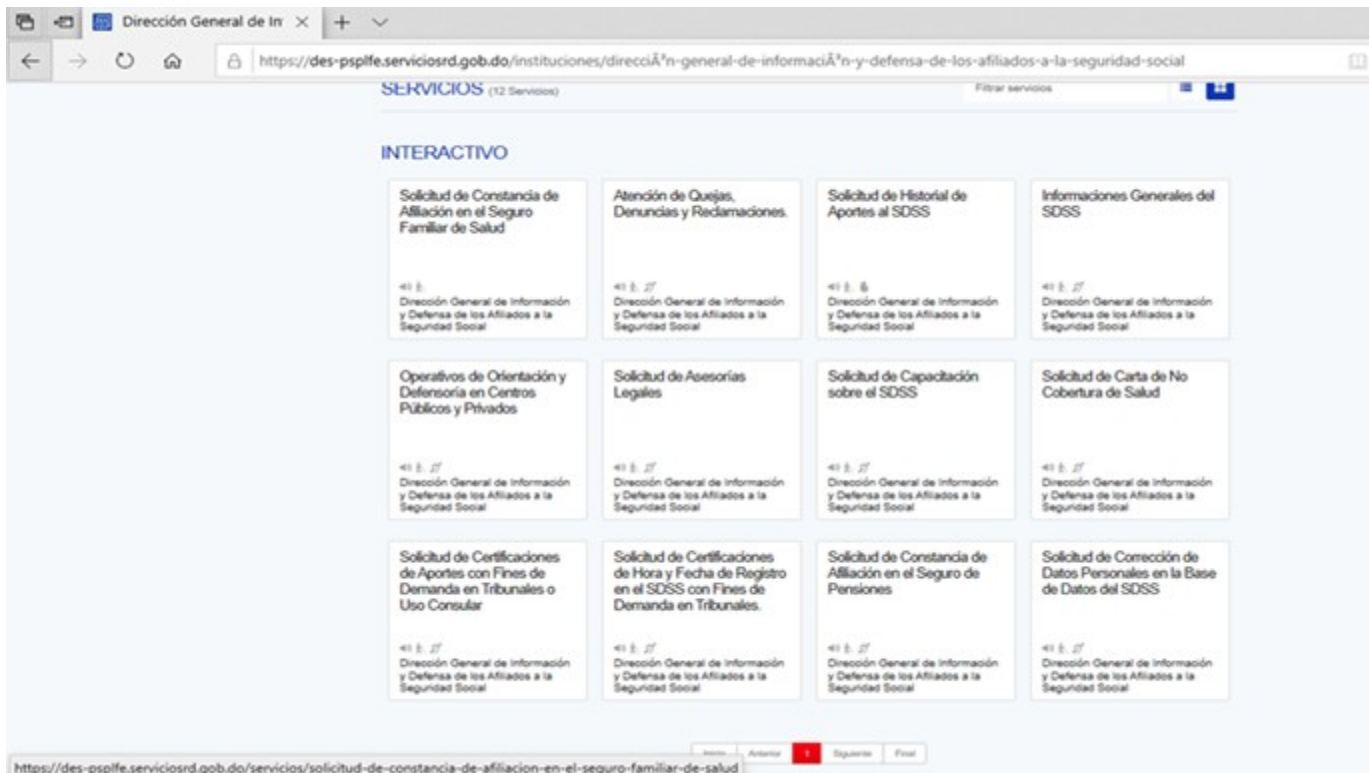 Dirección General de In
https://des-psplfe.serviciosrd.gob.do/instituciones/direcciÃ³n-general-de-informaciÃ³n-y-defensa-de-los-afiliados-a-la-seguridad-social
SERVICIOS (12 Servicios)
Filtrar servicios
INTERACTIVO
Solicitud de Constancia de
Afiliación en el Seguro
Familiar de Salud
Dirección General de Información
y Defensa de los Afiliados a la
Seguridad Social
Atención de Quejas,
Denuncias y Reclamaciones.
Dirección General de Información
y Defensa de los Afiliados a la
Seguridad Social
Solicitud de Historial de
Aportes al SDSS
Dirección General de Información
y Defensa de los Afiliados a la
Seguridad Social
Informaciones Generales del
SDSS
Dirección General de Información
y Defensa de los Afiliados a la
Seguridad Social
Operativos de Orientación y
Defensoría en Centros
Públicos y Privados
Dirección General de Información
y Defensa de los Afiliados a la
Seguridad Social
Solicitud de Asesorías
Legales
Dirección General de Información
y Defensa de los Afiliados a la
Seguridad Social
Solicitud de Capacitación
sobre el SDSS
Dirección General de Información
y Defensa de los Afiliados a la
Seguridad Social
Solicitud de Carta de No
Cobertura de Salud
Dirección General de Información
y Defensa de los Afiliados a la
Seguridad Social
Solicitud de Certificaciones
de Aportes con Fines de
Demanda en Tribunales o
Uso Consular
Dirección General de Información
y Defensa de los Afiliados a la
Seguridad Social
Solicitud de Certificaciones
de Hora y Fecha de Registro
en el SDSS con Fines de
Demanda en Tribunales.
Dirección General de Información
y Defensa de los Afiliados a la
Seguridad Social
Solicitud de Constancia de
Afiliación en el Seguro de
Pensiones
Dirección General de Información
y Defensa de los Afiliados a la
Seguridad Social
Solicitud de Corrección de
Datos Personales en la Base
de Datos del SDSS
Dirección General de Información
y Defensa de los Afiliados a la
Seguridad Social
Inicio Anterior 1 Siguiente Final
https://des-psplfe.serviciosrd.gob.do/servicios/solicitud-de-constancia-de-afiliacion-en-el-seguro-familiar-de-salud